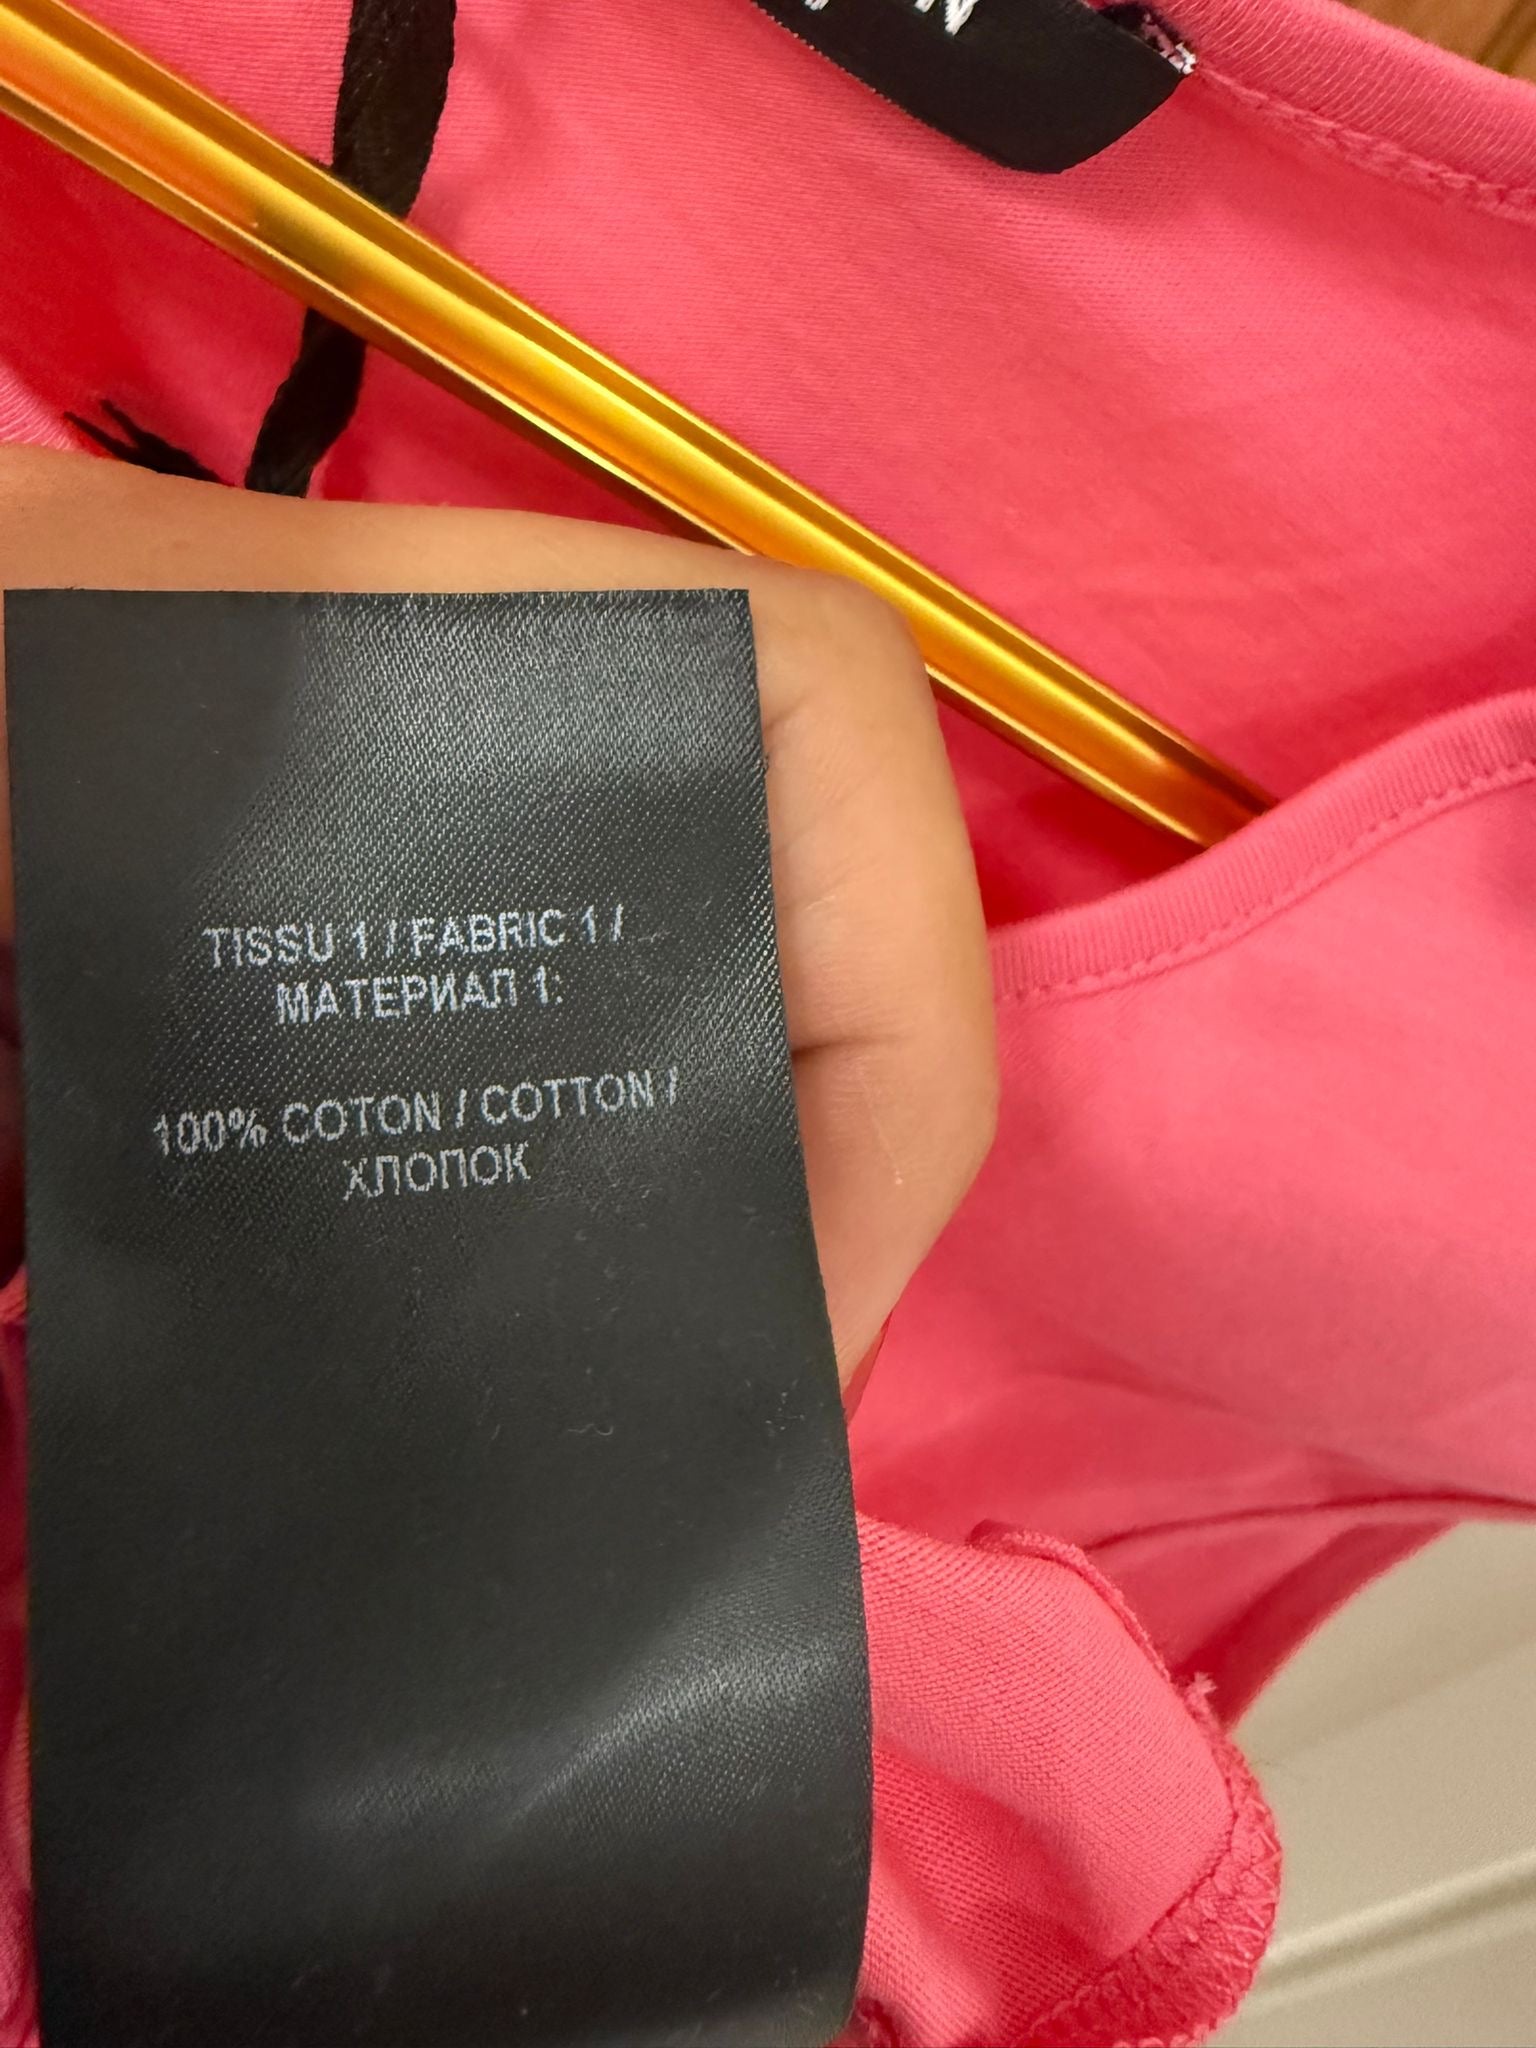 TISSU 1 / FABRIC 1 /
МАТЕРИАЛ 1:
100% COTON / COTTON /
ХЛОПОК